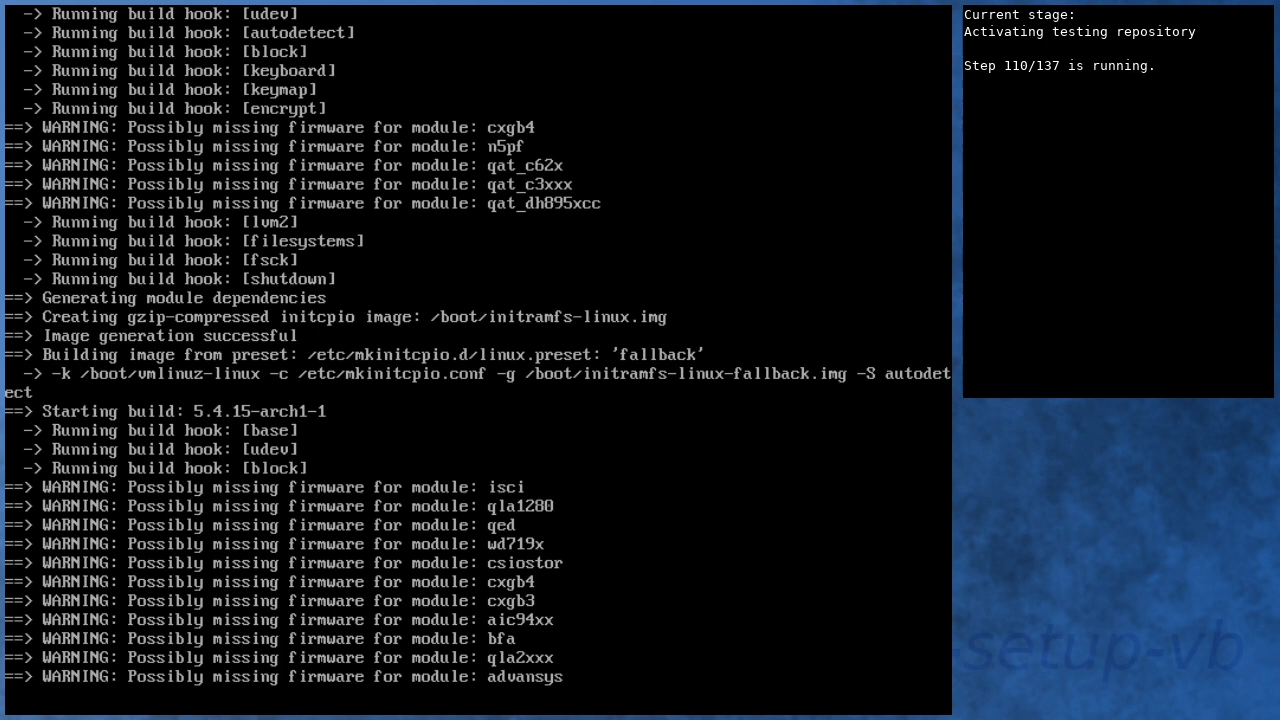 -> Running build hook: [udev]
-> Running build hook: [autodetect]
-> Running build hook: [block]
-> Running build hook: [keyboard]
-> Running build hook: [keymap]
-> Running build hook: [encrypt]
==> WARNING: Possibly missing firmware for module: cxgb4
==> WARNING: Possibly missing firmware for module: n5pf
==> WARNING: Possibly missing firmware for module: qat_c62x
==> WARNING: Possibly missing firmware for module: qat_c3xxx
==> WARNING: Possibly missing firmware for module: qat_dh895xcc
-> Running build hook: [lvm2]
-> Running build hook: [filesystems]
-> Running build hook: [fsck]
-> Running build hook: [shutdown]
==> Generating module dependencies
==> Creating gzip-compressed initcpio image: /boot/initramfs-linux.img
==> Image generation successful
==> Building image from preset: /etc/mkinitcpio.d/linux.preset: 'fallback'
-> -k /boot/vmlinuz-linux -c /etc/mkinitcpio.conf -g /boot/initramfs-linux-fallback.img -S autodet
ect
==> Starting build: 5.4.15-arch1-1
-> Running build hook: [base]
-> Running build hook: [udev]
-> Running build hook: [block]
==> WARNING: Possibly missing firmware for module: isci
==> WARNING: Possibly missing firmware for module: qla1280
==> WARNING: Possibly missing firmware for module: qed
==> WARNING: Possibly missing firmware for module: wd719x
==> WARNING: Possibly missing firmware for module: csiostor
==> WARNING: Possibly missing firmware for module: cxgb4
==> WARNING: Possibly missing firmware for module: cxgb3
==> WARNING: Possibly missing firmware for module: aic94xx
==> WARNING: Possibly missing firmware for module: bfa
==> WARNING: Possibly missing firmware for module: qla2xxx
==> WARNING: Possibly missing firmware for module: advansys
Current stage:
Activating testing repository
Step 110/137 is running.
-setup-vb